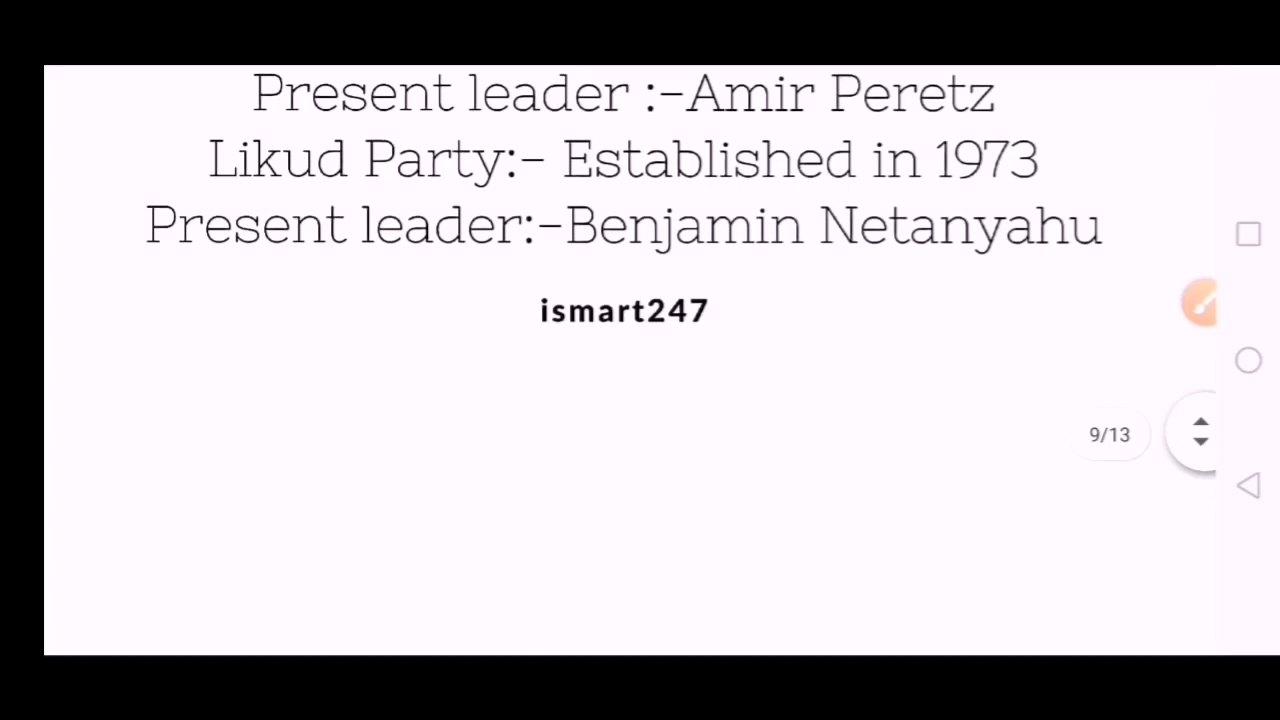 Present leader :-Amir Peretz
Likud Party:- Established in 1973
Present leader:-Benjamin Netanyahu
ismart247
9/13